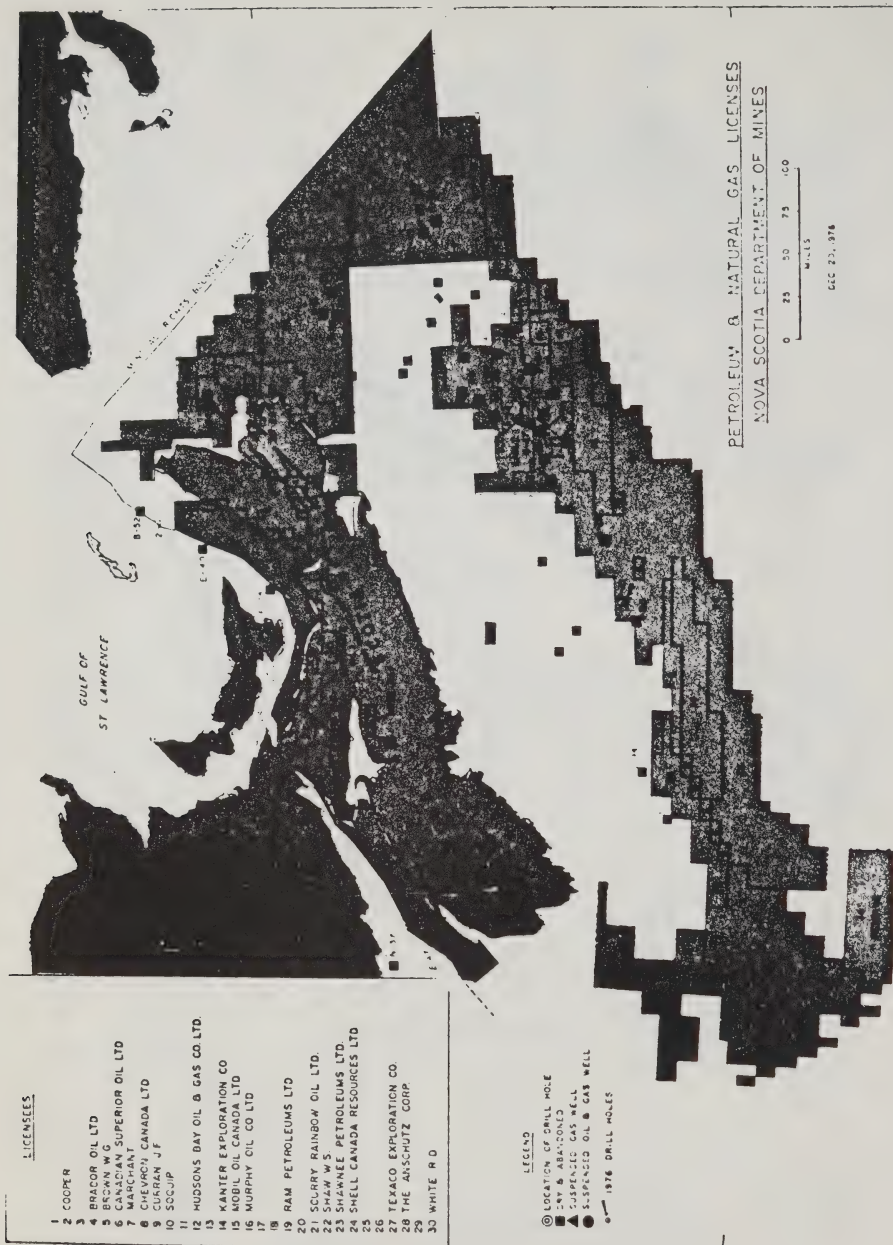 LICENSEES
1
2 COOPER
3
4 BRACOR OIL LTD
5 BROWN W G
6 CANADIAN SUPERIOR OIL LTD
7 MARCHANT
8 CHEVRON CANADA LTD
9 CURRAN J F
10 SOQUIP
11
12 HUDSONS BAY OIL & GAS CO. LTD.
13
14 KANTER EXPLORATION CO
15 MOBIL OIL CANADA LTD
16 MURPHY OIL CO LTD
17
18
19 RAM PETROLEUMS LTD
20
21 SCURRY RAINBOW OIL LTD.
22 SHAW W S.
23 SHAWNEE PETROLEUMS LTD.
24 SHELL CANADA RESOURCES LTD
25
26
27 TEXACO EXPLORATION CO.
28 THE ANSCHUTZ CORP.
29
30 WHITE R D
LEGEND
LOCATION OF DRILL HOLE
DRY & ABANDONED
SUSPENDED GAS WELL
SUSPENDED OIL & GAS WELL
1976 DRILL HOLES
GULF OF
ST LAWRENCE
B-52
PETROLEUM & NATURAL GAS LICENSES
NOVA SCOTIA DEPARTMENT OF MINES
0 25 50 75 100
MILES
DEC 20, 1976